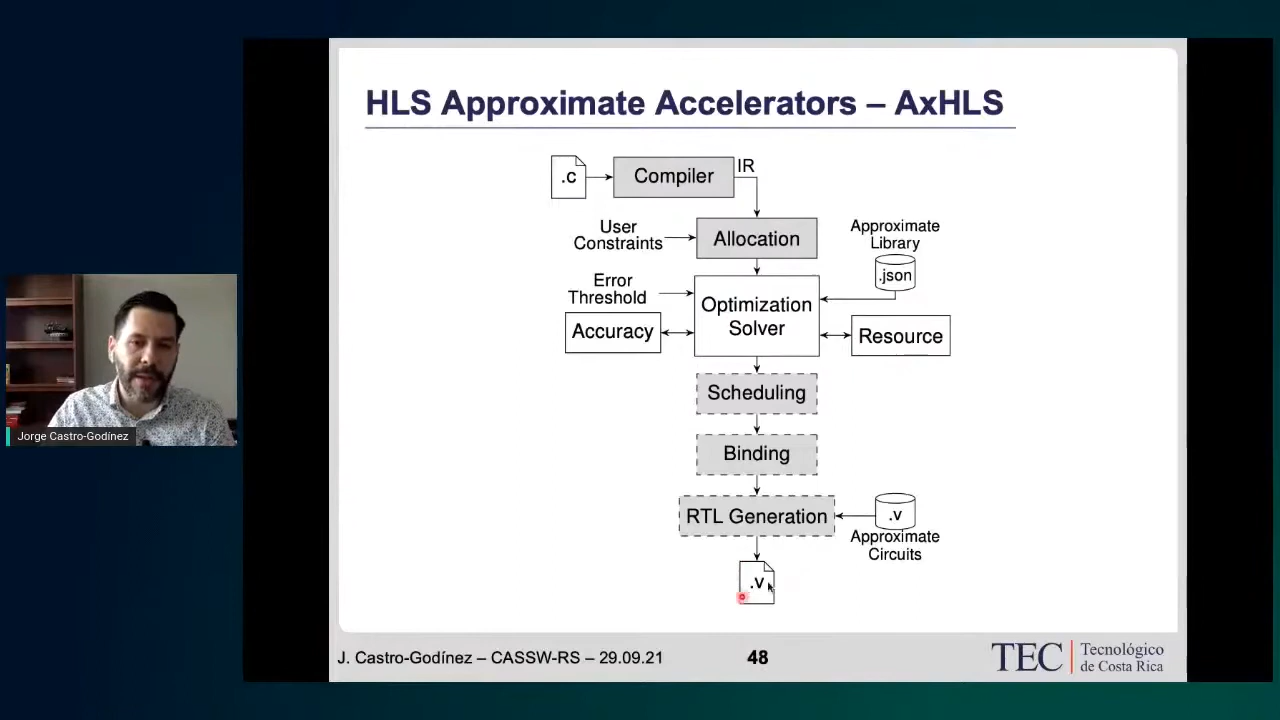 HLS Approximate Accelerators – AxHLS
.c
Compiler
IR
User
Constraints
Allocation
Approximate
Library
.json
Error
Threshold
Optimization
Solver
Accuracy
Resource
Scheduling
Binding
RTL Generation
.v
Approximate
Circuits
.v
Jorge Castro-Godínez
J. Castro-Godínez – CASSW-RS – 29.09.21
48
TEC
Tecnológico
de Costa Rica